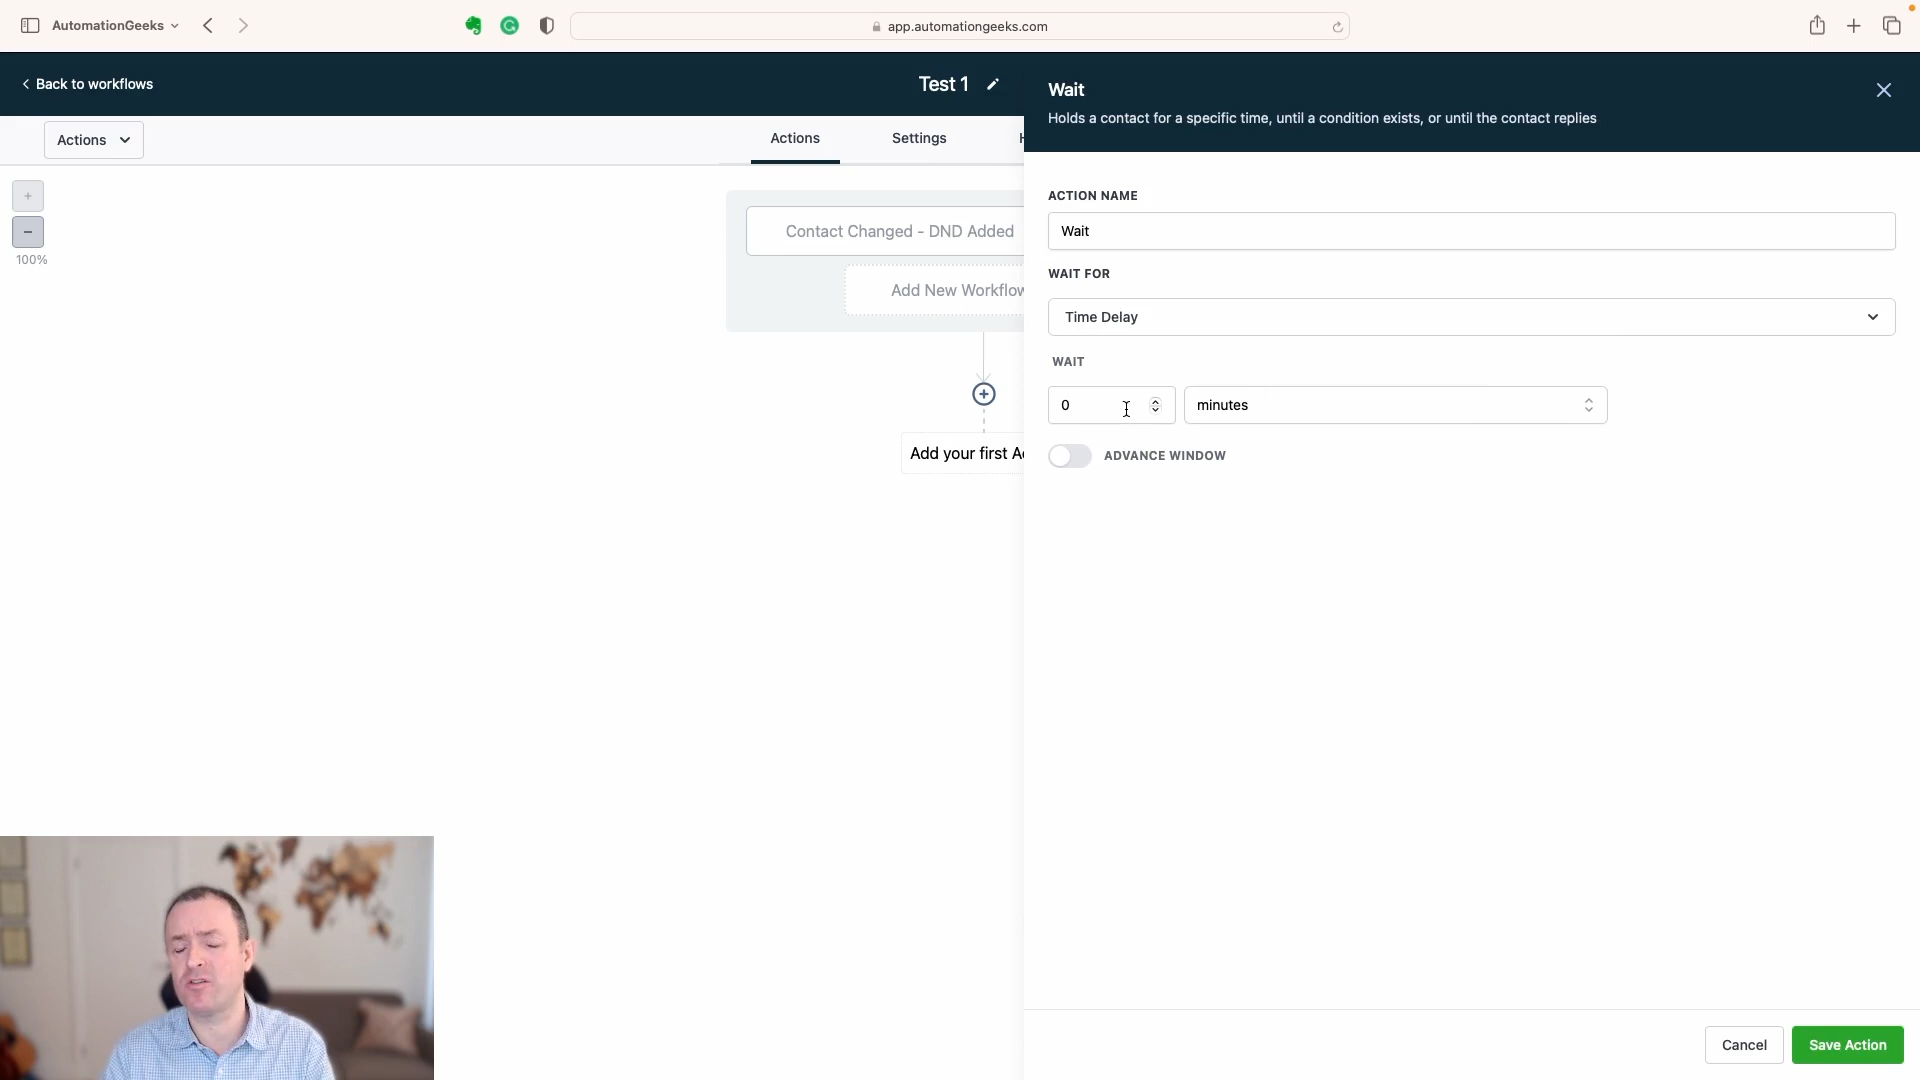 AutomationGeeks
app.automationgeeks.com
Back to workflows
Test 1
Wait
Holds a contact for a specific time, until a condition exists, or until the contact replies
Actions
Actions
Settings
100%
Contact Changed - DND Added
Add New Workflow
Add your first
ACTION NAME
Wait
WAIT FOR
Time Delay
WAIT
0
minutes
ADVANCE WINDOW
Cancel
Save Action